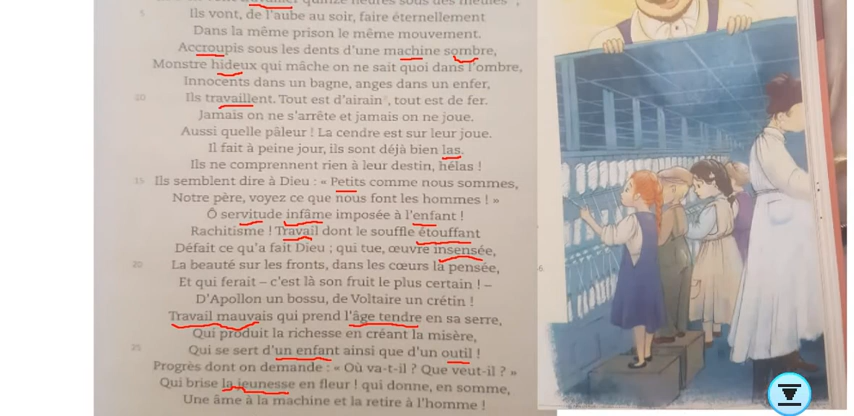 quinze heures sous des meules ;
5 Ils vont, de l'aube au soir, faire éternellement
Dans la même prison le même mouvement.
Accroupis sous les dents d'une machine sombre,
Monstre hideux qui mâche on ne sait quoi dans l'ombre,
Innocents dans un bagne, anges dans un enfer,
10 Ils travaillent. Tout est d'airain, tout est de fer.
Jamais on ne s'arrête et jamais on ne joue.
Aussi quelle pâleur ! La cendre est sur leur joue.
Il fait à peine jour, ils sont déjà bien las.
Ils ne comprennent rien à leur destin, hélas !
15 Ils semblent dire à Dieu : « Petits comme nous sommes,
Notre père, voyez ce que nous font les hommes ! »
Ô servitude infâme imposée à l'enfant !
Rachitisme ! Travail dont le souffle étouffant
Défait ce qu'a fait Dieu ; qui tue, œuvre insensée,
20 La beauté sur les fronts, dans les cœurs la pensée,
Et qui ferait – c'est là son fruit le plus certain ! –
D'Apollon un bossu, de Voltaire un crétin !
Travail mauvais qui prend l'âge tendre en sa serre,
Qui produit la richesse en créant la misère,
25 Qui se sert d'un enfant ainsi que d'un outil !
Progrès dont on demande : « Où va-t-il ? Que veut-il ? »
Qui brise la jeunesse en fleur ! qui donne, en somme,
Une âme à la machine et la retire à l'homme !